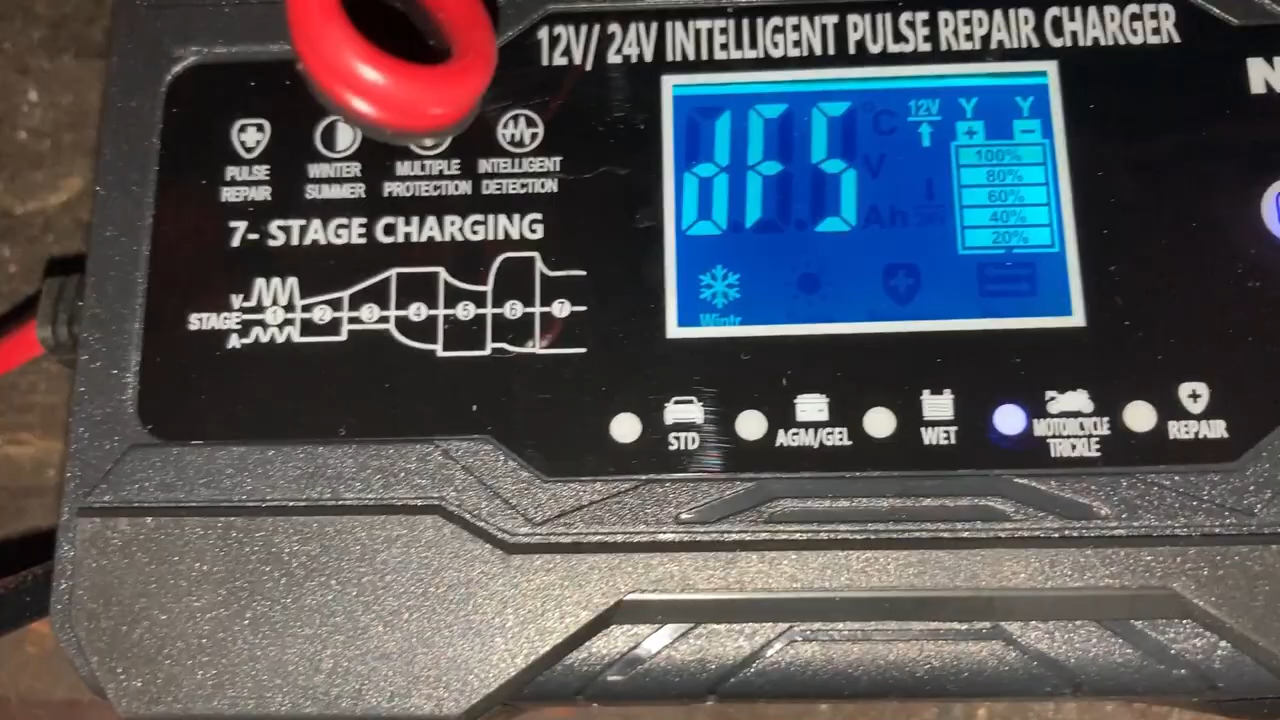 12V/ 24V INTELLIGENT PULSE REPAIR CHARGER
N
PULSE
REPAIR
WINTER
SUMMER
MULTIPLE
PROTECTION
INTELLIGENT
DETECTION
7- STAGE CHARGING
V
STAGE
A
1 2 3 4 5 6 7
dFS
°C
V
Ah
12V
Y Y
+ -
100%
80%
60%
40%
20%
Wintr
STD
AGM/GEL
WET
MOTORCYCLE
TRICKLE
REPAIR